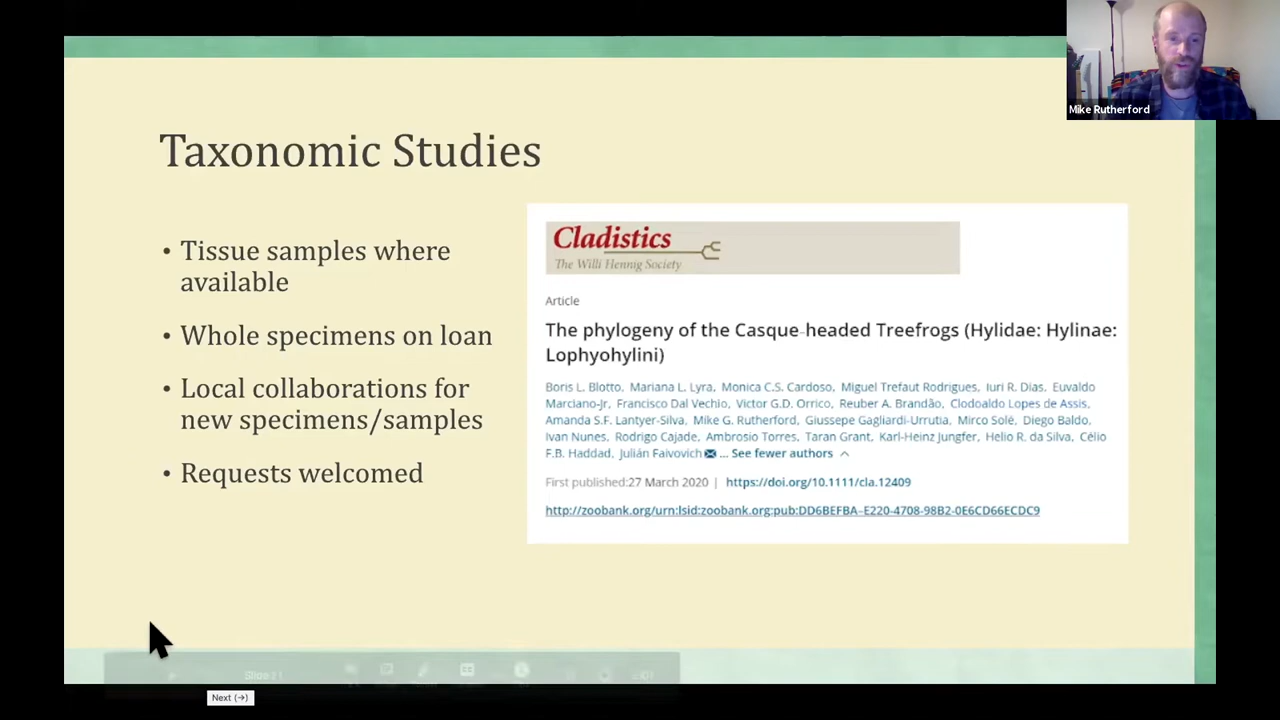 Mike Rutherford
Taxonomic Studies
• Tissue samples where
available
• Whole specimens on loan
• Local collaborations for
new specimens/samples
• Requests welcomed
Cladistics
The Willi Hennig Society
Article
The phylogeny of the Casque-headed Treefrogs (Hylidae: Hylinae:
Lophyohylini)
Boris L. Blotto, Mariana L. Lyra, Monica C.S. Cardoso, Miguel Trefaut Rodrigues, Iuri R. Dias, Euvaldo
Marciano-Jr, Francisco Dal Vechio, Victor G.D. Orrico, Reuber A. Brandão, Clodoaldo Lopes de Assis,
Amanda S.F. Lantyer-Silva, Mike G. Rutherford, Giussepe Gagliardi-Urrutia, Mirco Solé, Diego Baldo,
Ivan Nunes, Rodrigo Cajade, Ambrosio Torres, Taran Grant, Karl-Heinz Jungfer, Helio R. da Silva, Célio
F.B. Haddad, Julián Faivovich ... See fewer authors
First published:27 March 2020 | https://doi.org/10.1111/cla.12409
http://zoobank.org/urn:lsid:zoobank.org:pub:DD6BEFBA–E220-4708-98B2-0E6CD66ECDC9
Next (→)